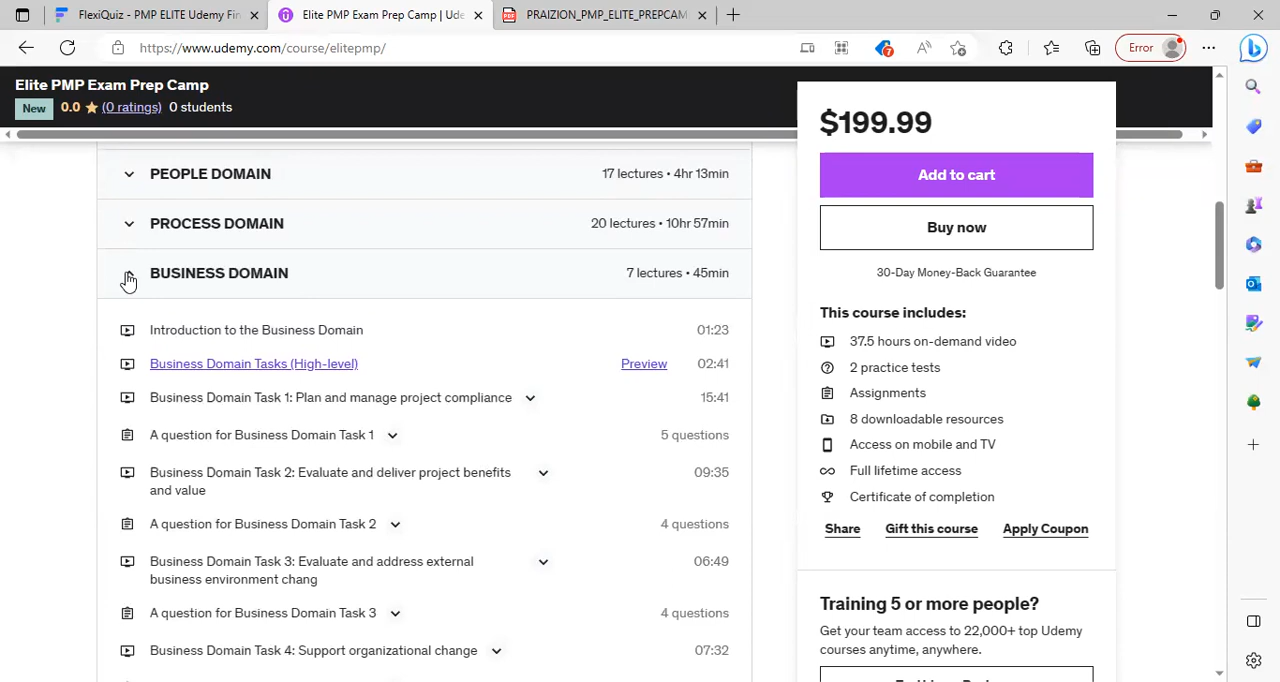 FlexiQuiz - PMP ELITE Udemy Fin
Elite PMP Exam Prep Camp | Ude
PRAIZION_PMP_ELITE_PREPCAM
https://www.udemy.com/course/elitepmp/
Error
7
Elite PMP Exam Prep Camp
New 0.0 (0 ratings) 0 students
PEOPLE DOMAIN 17 lectures • 4hr 13min
PROCESS DOMAIN 20 lectures • 10hr 57min
BUSINESS DOMAIN 7 lectures • 45min
Introduction to the Business Domain 01:23
Business Domain Tasks (High-level) Preview 02:41
Business Domain Task 1: Plan and manage project compliance 15:41
A question for Business Domain Task 1 5 questions
Business Domain Task 2: Evaluate and deliver project benefits
and value
09:35
A question for Business Domain Task 2 4 questions
Business Domain Task 3: Evaluate and address external
business environment chang
06:49
A question for Business Domain Task 3 4 questions
Business Domain Task 4: Support organizational change 07:32
$199.99
Add to cart
Buy now
30-Day Money-Back Guarantee
This course includes:
37.5 hours on-demand video
2 practice tests
Assignments
8 downloadable resources
Access on mobile and TV
Full lifetime access
Certificate of completion
Share Gift this course Apply Coupon
Training 5 or more people?
Get your team access to 22,000+ top Udemy
courses anytime, anywhere.